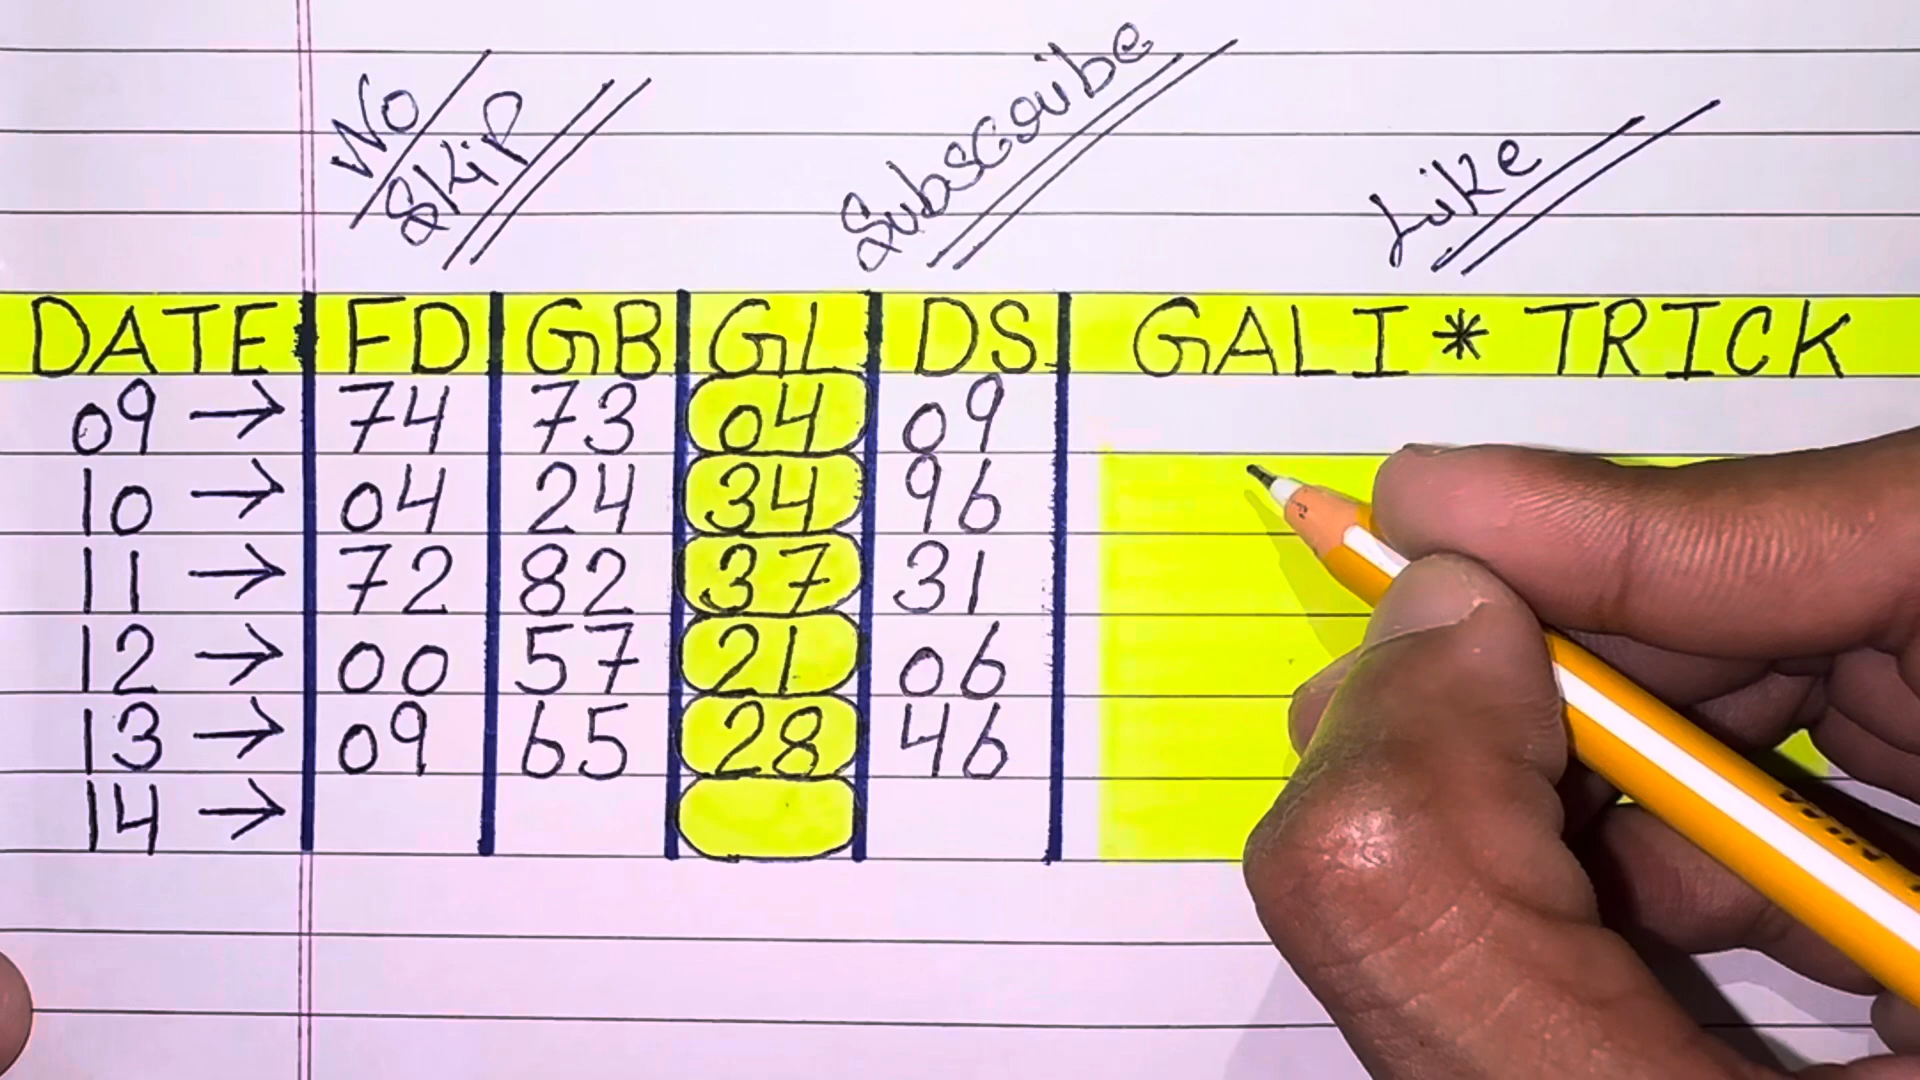 No
Skip
Subscribe
Like
DATE FD GB GL DS GALI * TRICK
09 → 74 73 04 09
10 → 04 24 34 96
11 → 72 82 37 31
12 → 00 57 21 06
13 → 09 65 28 46
14 →